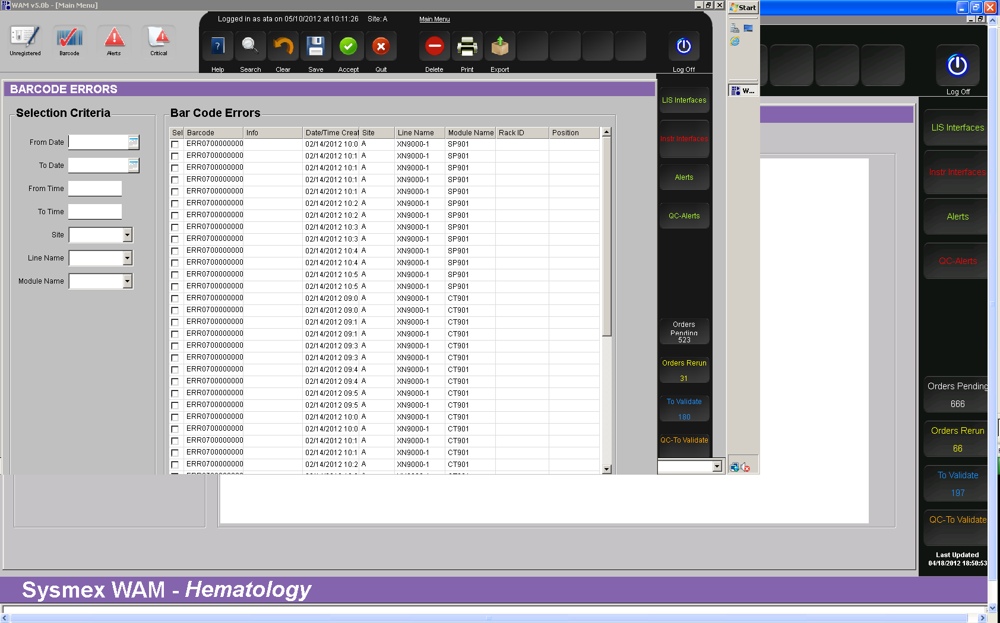 WAM v5.0b - [Main Menu]
Start
Logged in as ata on 05/10/2012 at 10:11:26 Site: A Main Menu
Unregistered Barcode Alerts Critical
Help Search Clear Save Accept Quit Delete Print Export Log Off
Log Off
W...
BARCODE ERRORS
Selection Criteria
From Date
To Date
From Time
To Time
Site
Line Name
Module Name
Bar Code Errors
Sel Barcode Info Date/Time Creat Site Line Name Module Name Rack ID Position
ERR0700000000 02/14/2012 10:0 A XN9000-1 SP901
ERR0700000000 02/14/2012 10:1 A XN9000-1 SP901
ERR0700000000 02/14/2012 10:1 A XN9000-1 SP901
ERR0700000000 02/14/2012 10:1 A XN9000-1 SP901
ERR0700000000 02/14/2012 10:1 A XN9000-1 SP901
ERR0700000000 02/14/2012 10:2 A XN9000-1 SP901
ERR0700000000 02/14/2012 10:2 A XN9000-1 SP901
ERR0700000000 02/14/2012 10:3 A XN9000-1 SP901
ERR0700000000 02/14/2012 10:3 A XN9000-1 SP901
ERR0700000000 02/14/2012 10:4 A XN9000-1 SP901
ERR0700000000 02/14/2012 10:4 A XN9000-1 SP901
ERR0700000000 02/14/2012 10:5 A XN9000-1 SP901
ERR0700000000 02/14/2012 10:5 A XN9000-1 SP901
ERR0700000000 02/14/2012 09:0 A XN9000-1 CT901
ERR0700000000 02/14/2012 09:0 A XN9000-1 CT901
ERR0700000000 02/14/2012 09:1 A XN9000-1 CT901
ERR0700000000 02/14/2012 09:1 A XN9000-1 CT901
ERR0700000000 02/14/2012 09:3 A XN9000-1 CT901
ERR0700000000 02/14/2012 09:3 A XN9000-1 CT901
ERR0700000000 02/14/2012 09:4 A XN9000-1 CT901
ERR0700000000 02/14/2012 09:4 A XN9000-1 CT901
ERR0700000000 02/14/2012 09:5 A XN9000-1 CT901
ERR0700000000 02/14/2012 09:5 A XN9000-1 CT901
ERR0700000000 02/14/2012 10:0 A XN9000-1 CT901
ERR0700000000 02/14/2012 10:0 A XN9000-1 CT901
ERR0700000000 02/14/2012 10:1 A XN9000-1 CT901
ERR0700000000 02/14/2012 10:1 A XN9000-1 CT901
ERR0700000000 02/14/2012 10:2 A XN9000-1 CT901
LIS Interfaces
Instr Interfaces
Alerts
QC-Alerts
Orders
Pending
523
Orders Rerun
31
To Validate
180
QC-To Validate
LIS Interfaces
Instr Interfaces
Alerts
QC-Alerts
Orders Pending
666
Orders Rerun
66
To Validate
197
QC-To Validate
Last Updated
04/18/2012 18:50:53
Sysmex WAM - Hematology